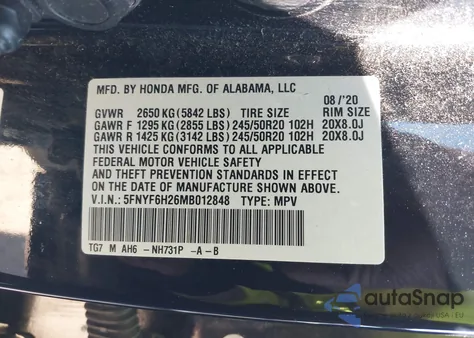 MFD. BY HONDA MFG. OF ALABAMA, LLC
08 /'20
GVWR 2650 KG (5842 LBS) TIRE SIZE RIM SIZE
GAWR F 1295 KG (2855 LBS) 245/50R20 102H 20X8.0J
GAWR R 1425 KG (3142 LBS) 245/50R20 102H 20X8.0J
THIS VEHICLE CONFORMS TO ALL APPLICABLE
FEDERAL MOTOR VEHICLE SAFETY
AND THEFT PREVENTION STANDARDS IN EFFECT ON THE
DATE OF MANUFACTURE SHOWN ABOVE.
V.I.N.: 5FNYF6H26MB012848 TYPE: MPV
TG7 M AH6 -NH731P -A -B
autoSnap